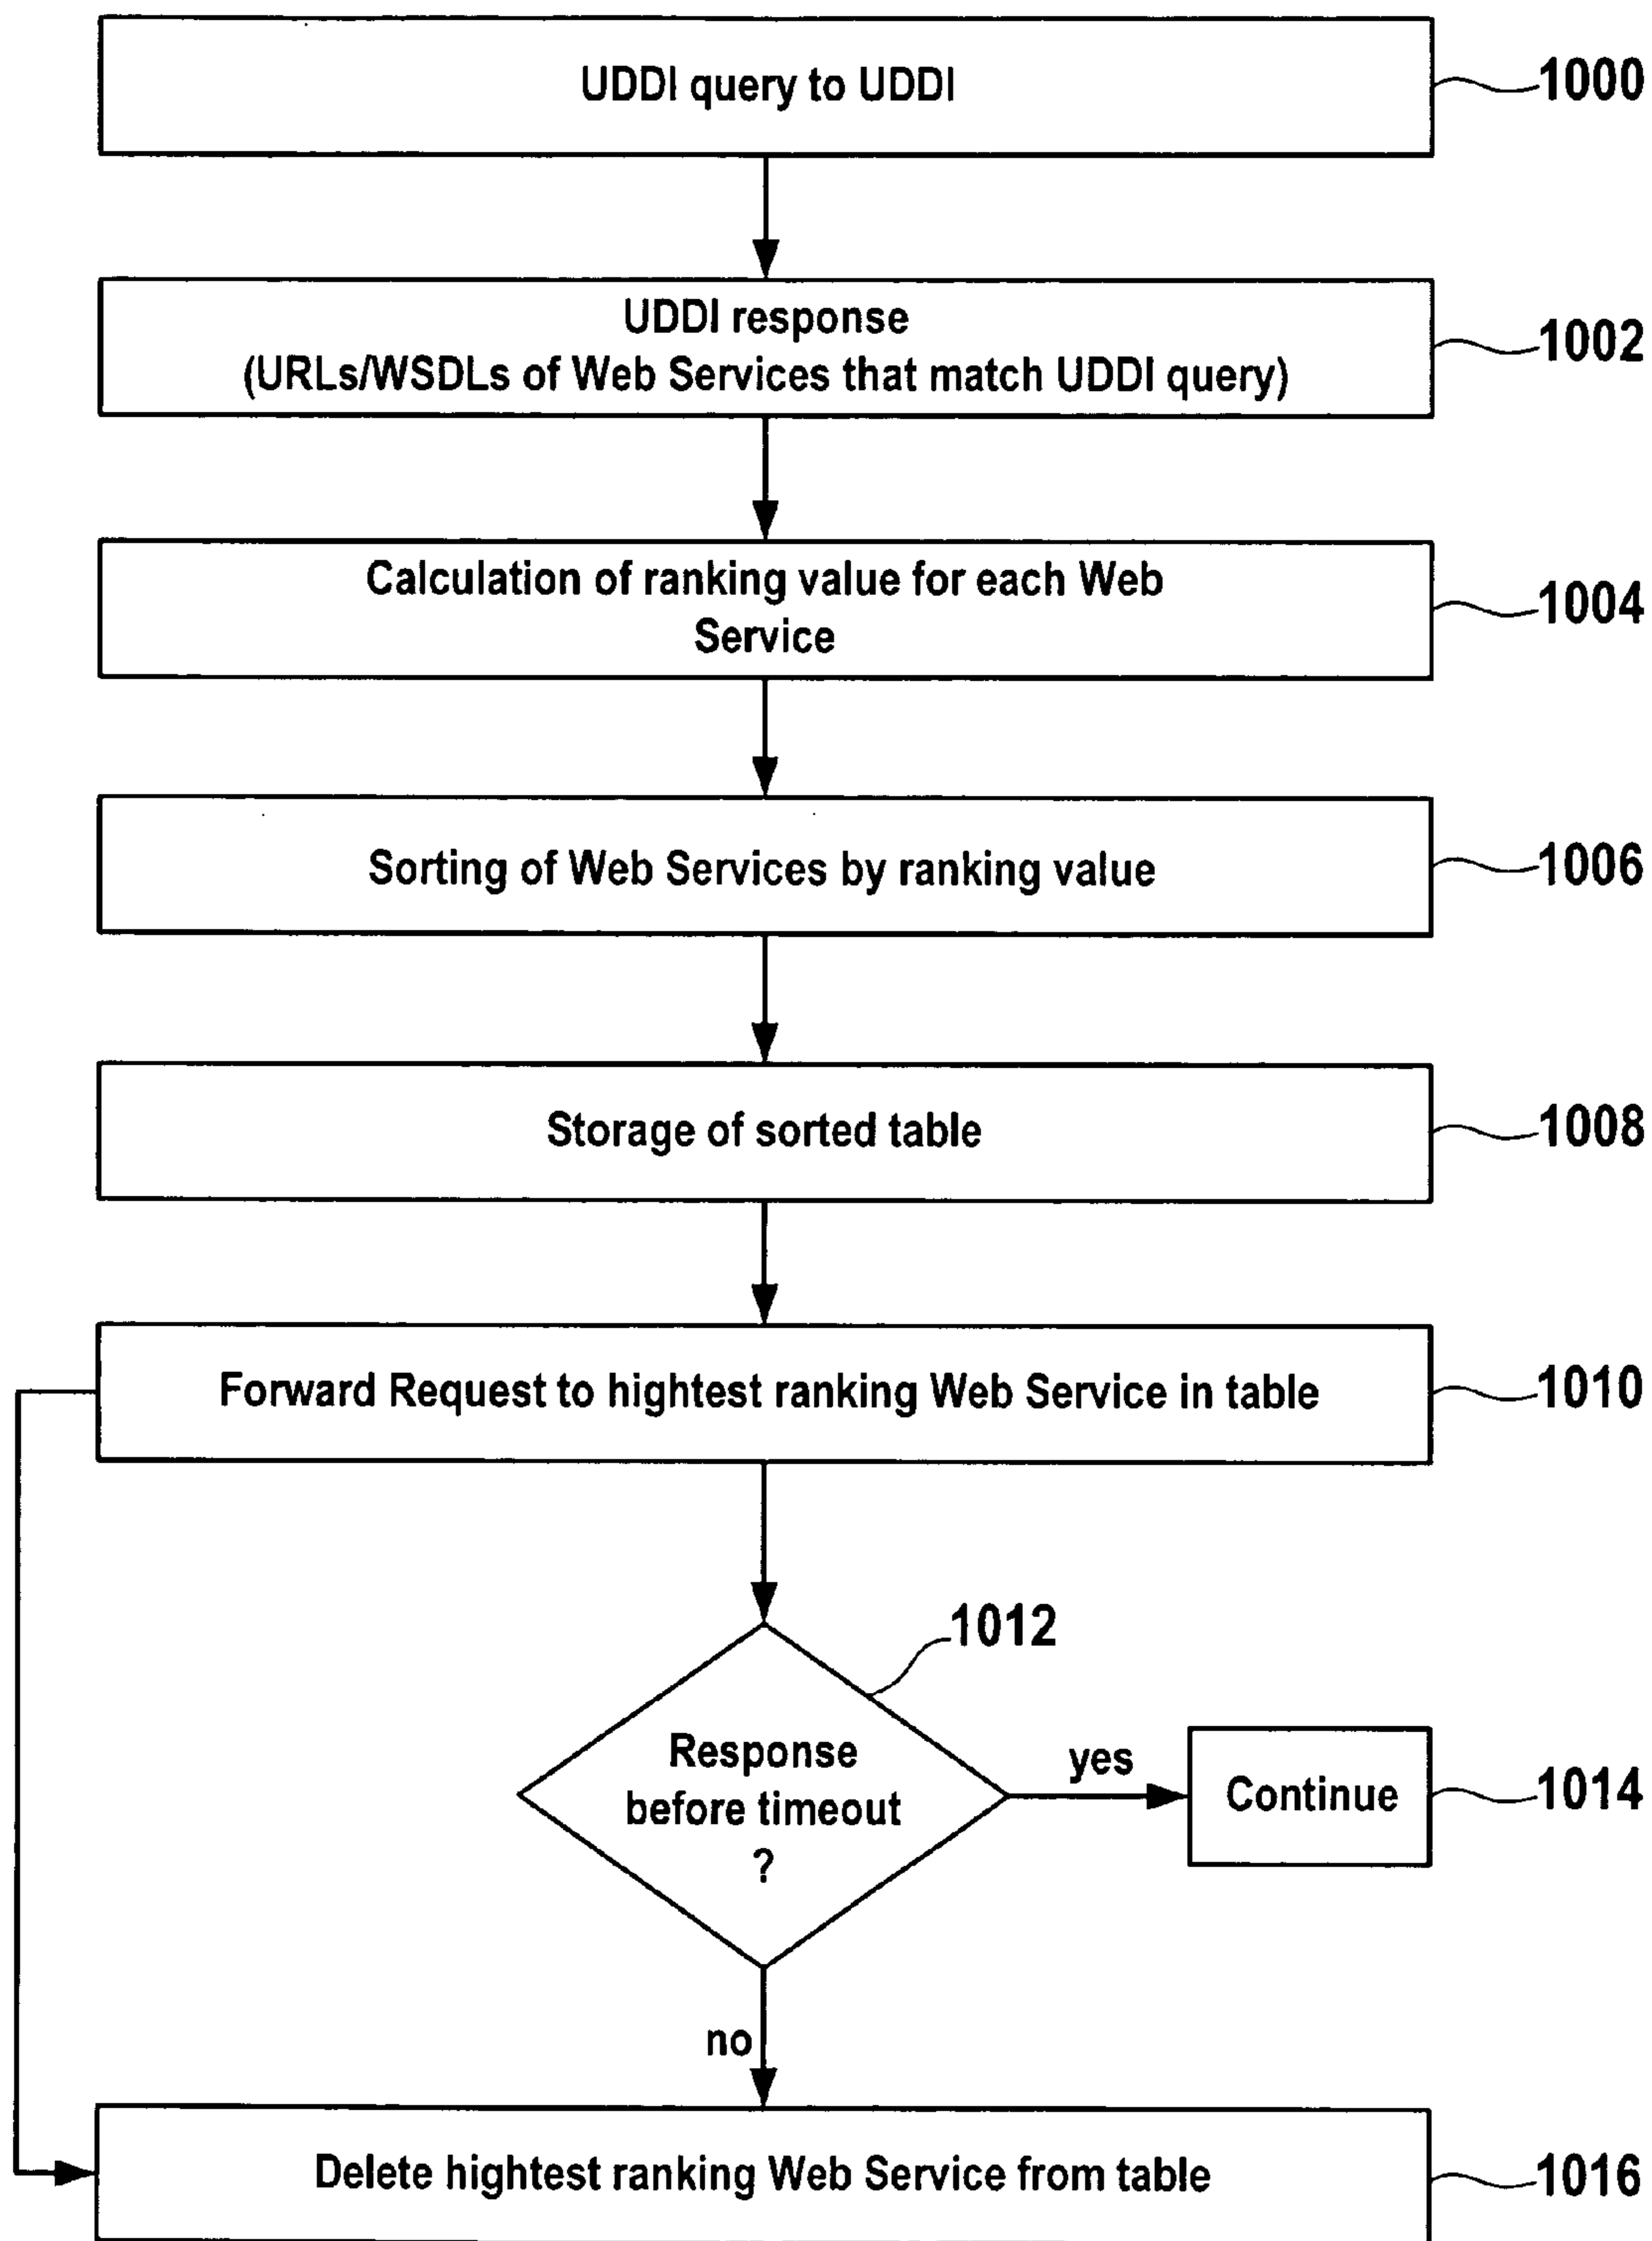 UDDI query to UDDI
1000
UDDI response
(URLs/WSDLs of Web Services that match UDDI query)
1002
Calculation of ranking value for each Web
Service
1004
Sorting of Web Services by ranking value
1006
Storage of sorted table
1008
Forward Request to hightest ranking Web Service in table
1010
1012
Response
before timeout
?
yes
Continue
1014
no
Delete hightest ranking Web Service from table
1016